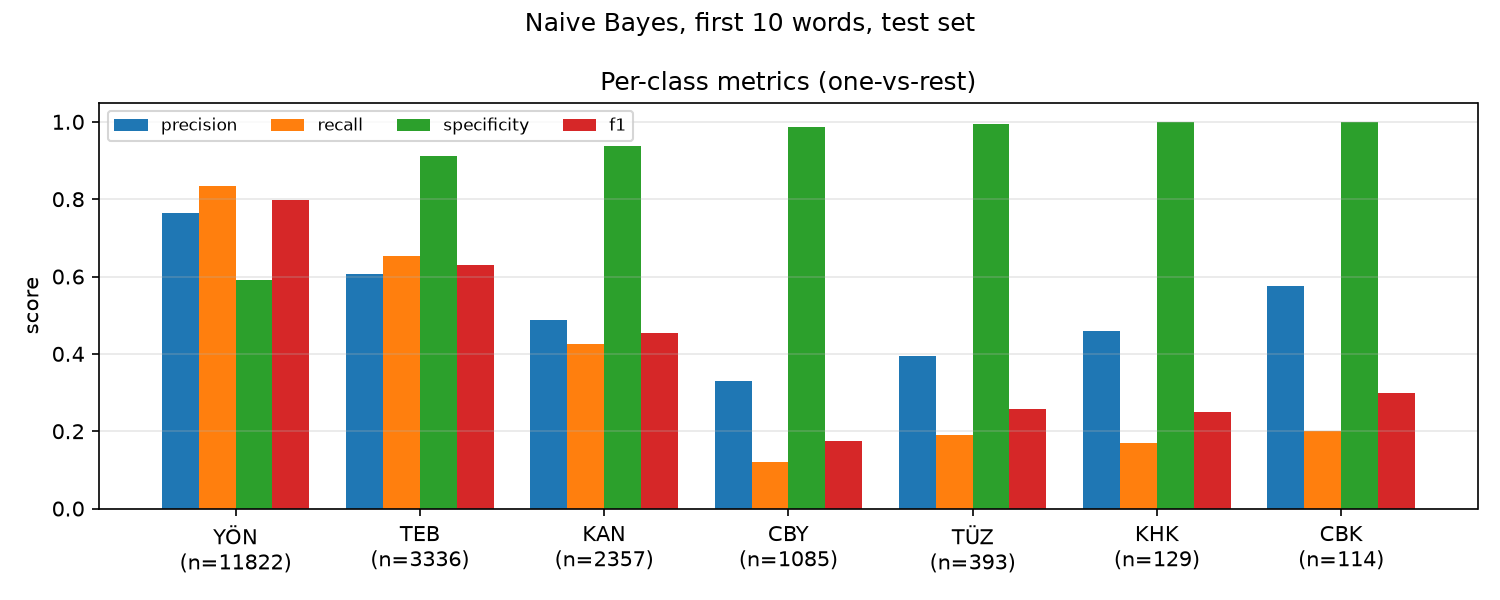 Naive Bayes, first 10 words, test set
Per-class metrics (one-vs-rest)
precision recall specificity f1
score
1.0
0.8
0.6
0.4
0.2
0.0
YÖN TEB KAN CBY TÜZ KHK CBK
(n=11822) (n=3336) (n=2357) (n=1085) (n=393) (n=129) (n=114)